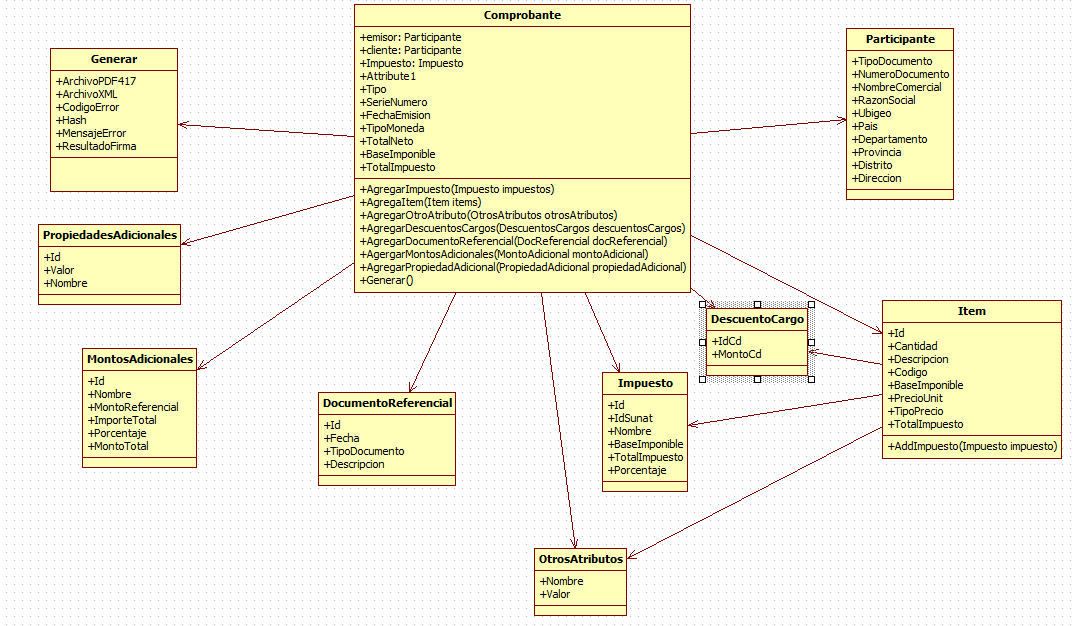 Comprobante
+emisor: Participante
+cliente: Participante
+Impuesto: Impuesto
+Attribute1
+Tipo
+SerieNumero
+FechaEmision
+TipoMoneda
+TotalNeto
+BaseImponible
+TotalImpuesto
+AgregarImpuesto(Impuesto impuestos)
+AgregaItem(Item items)
+AgregarOtroAtributo(OtrosAtributos otrosAtributos)
+AgregarDescuentosCargos(DescuentosCargos descuentosCargos)
+AgregarDocumentoReferencial(DocReferencial docReferencial)
+AgergarMontosAdicionales(MontoAdicional montoAdicional)
+AgregarPropiedadAdicional(PropiedadAdicional propiedadAdicional)
+Generar()
Generar
+ArchivoPDF417
+ArchivoXML
+CodigoError
+Hash
+MensajeError
+ResultadoFirma
Participante
+TipoDocumento
+NumeroDocumento
+NombreComercial
+RazonSocial
+Ubigeo
+Pais
+Departamento
+Provincia
+Distrito
+Direccion
PropiedadesAdicionales
+Id
+Valor
+Nombre
MontosAdicionales
+Id
+Nombre
+MontoReferencial
+ImporteTotal
+Porcentaje
+MontoTotal
DocumentoReferencial
+Id
+Fecha
+TipoDocumento
+Descripcion
Impuesto
+Id
+IdSunat
+Nombre
+BaseImponible
+TotalImpuesto
+Porcentaje
DescuentoCargo
+IdCd
+MontoCd
Item
+Id
+Cantidad
+Descripcion
+Codigo
+BaseImponible
+PrecioUnit
+TipoPrecio
+TotalImpuesto
+AddImpuesto(Impuesto impuesto)
OtrosAtributos
+Nombre
+Valor